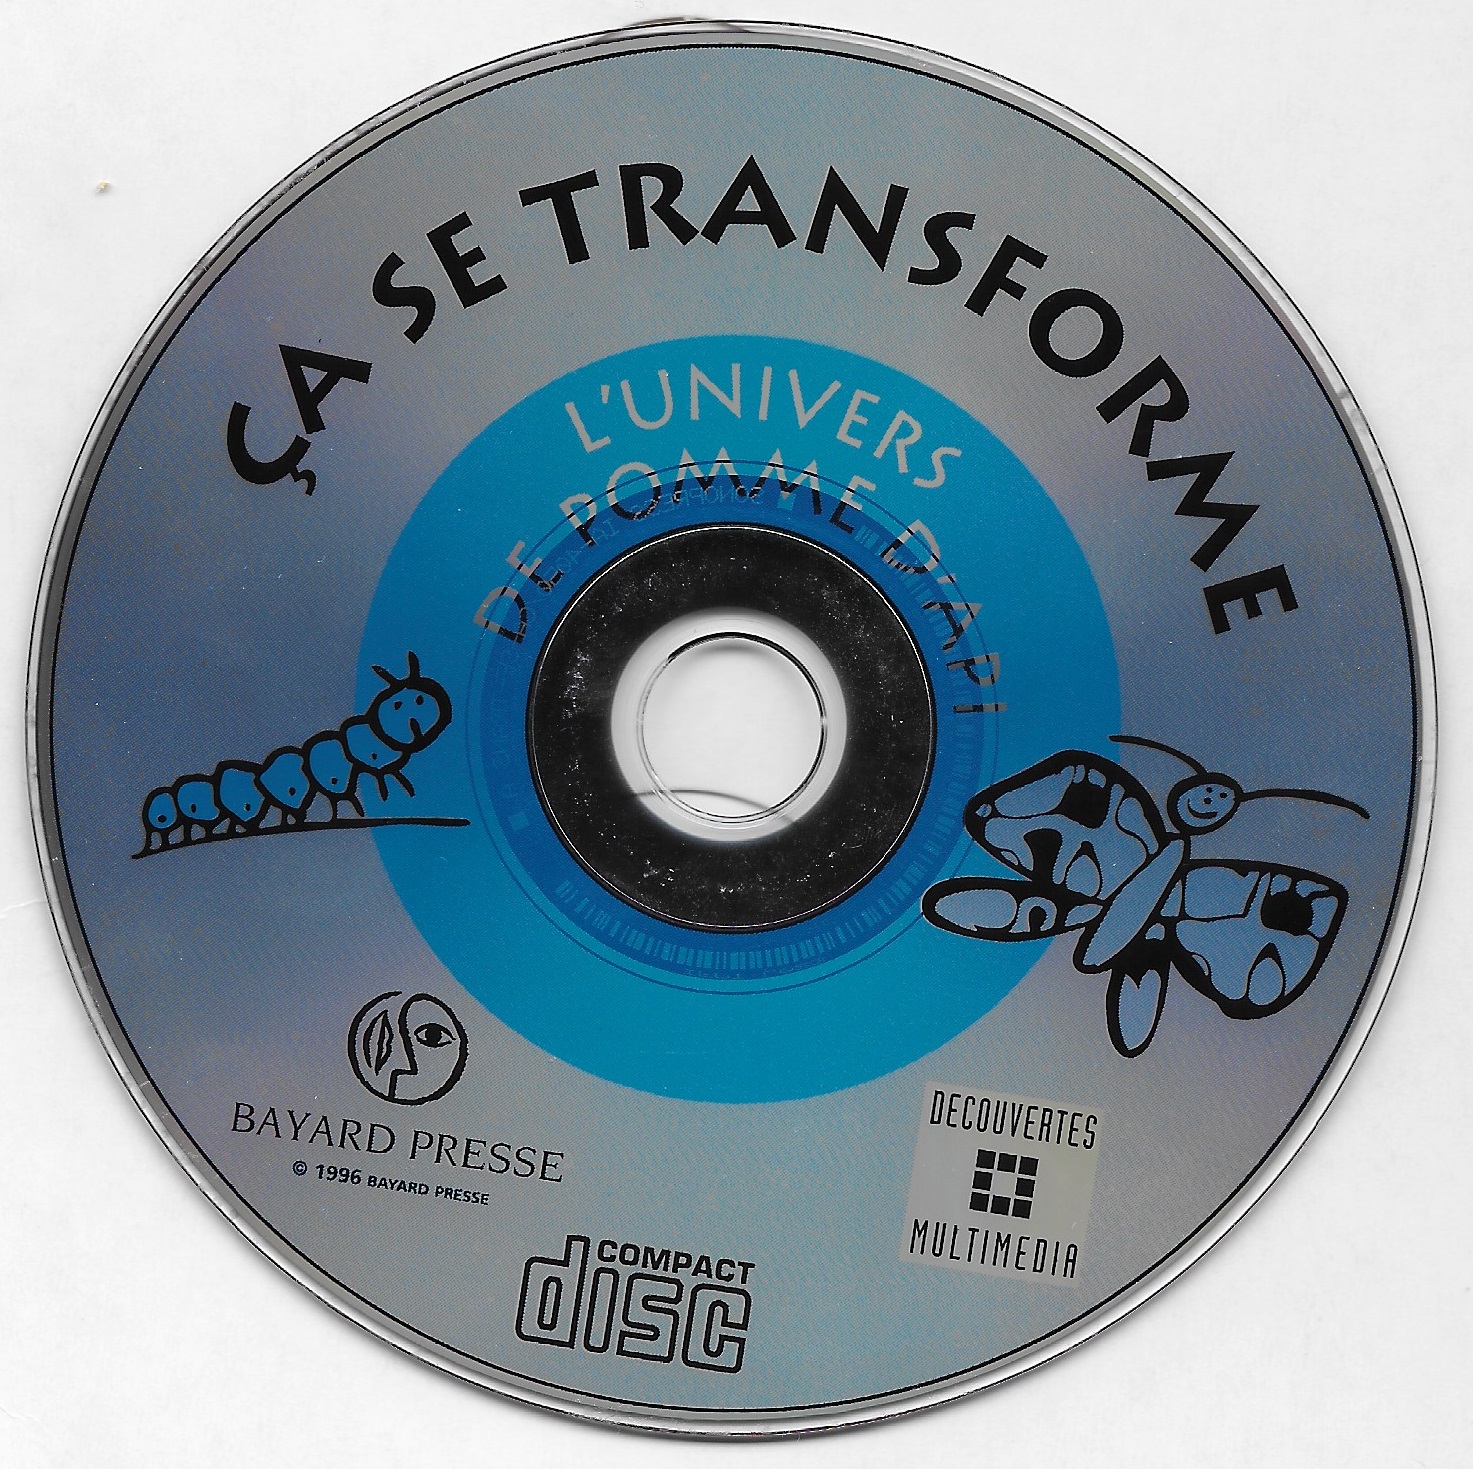 ÇA SE TRANSFORME
L'UNIVERS
DE POMME D'API
BAYARD PRESSE
© 1996 BAYARD PRESSE
DECOUVERTES
MULTIMEDIA
COMPACT
disc